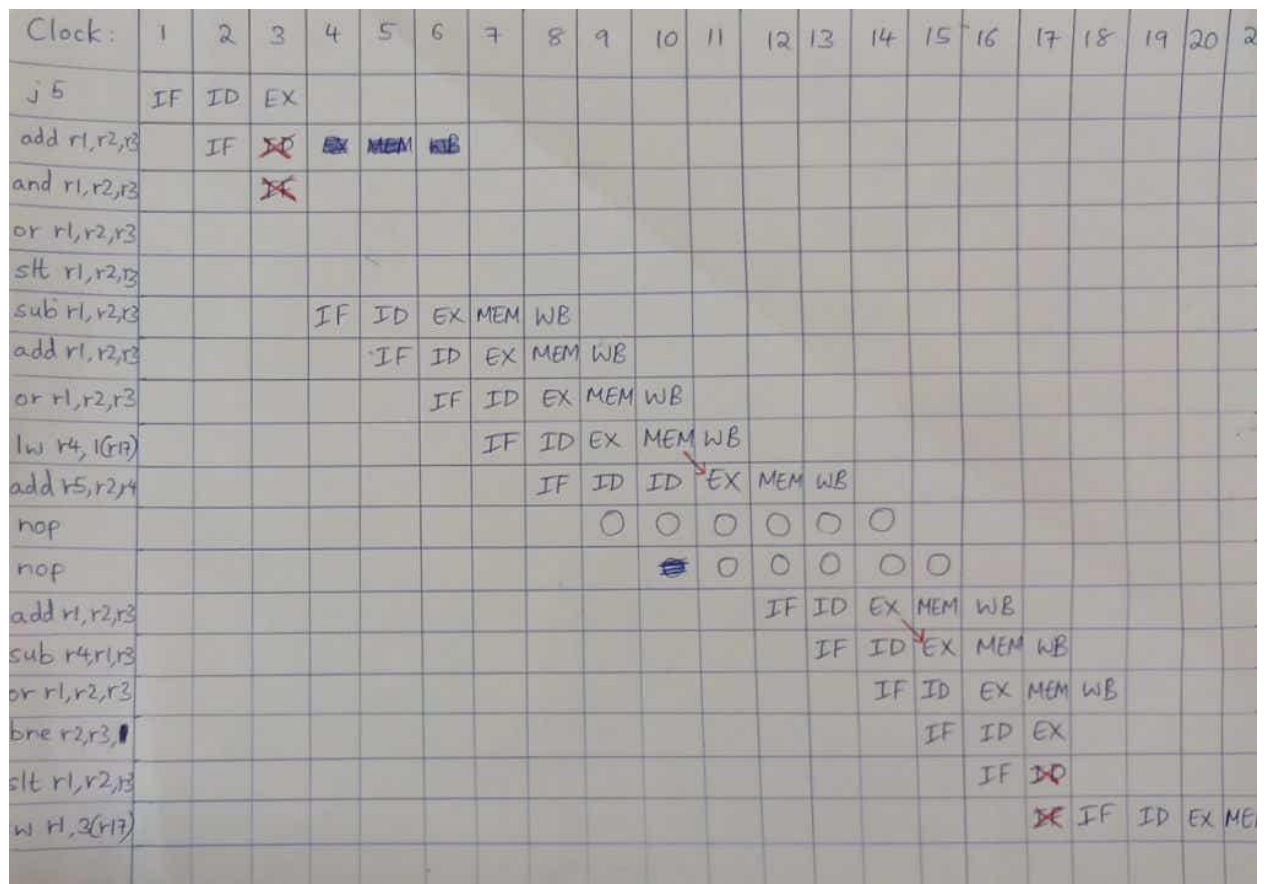 Clock: 1 2 3 4 5 6 7 8 9 10 11 12 13 14 15 16 17 18 19 20 2
j 5 IF ID EX
add r1,r2,r3 IF ID EX MEM WB
and r1,r2,r3 IF
or r1,r2,r3
slt r1,r2,r3
sub r1,r2,r3 IF ID EX MEM WB
add r1,r2,r3 IF ID EX MEM WB
or r1,r2,r3 IF ID EX MEM WB
lw r4, 1(r17) IF ID EX MEM WB
add r5,r2,r4 IF ID ID EX MEM WB
nop O O O O O O
nop O O O O O
add r1,r2,r3 IF ID EX MEM WB
sub r4,r1,r3 IF ID EX MEM WB
or r1,r2,r3 IF ID EX MEM WB
bne r2,r3, IF ID EX
slt r1,r2,r3 IF ID
w r1,3(r17) IF IF ID EX ME